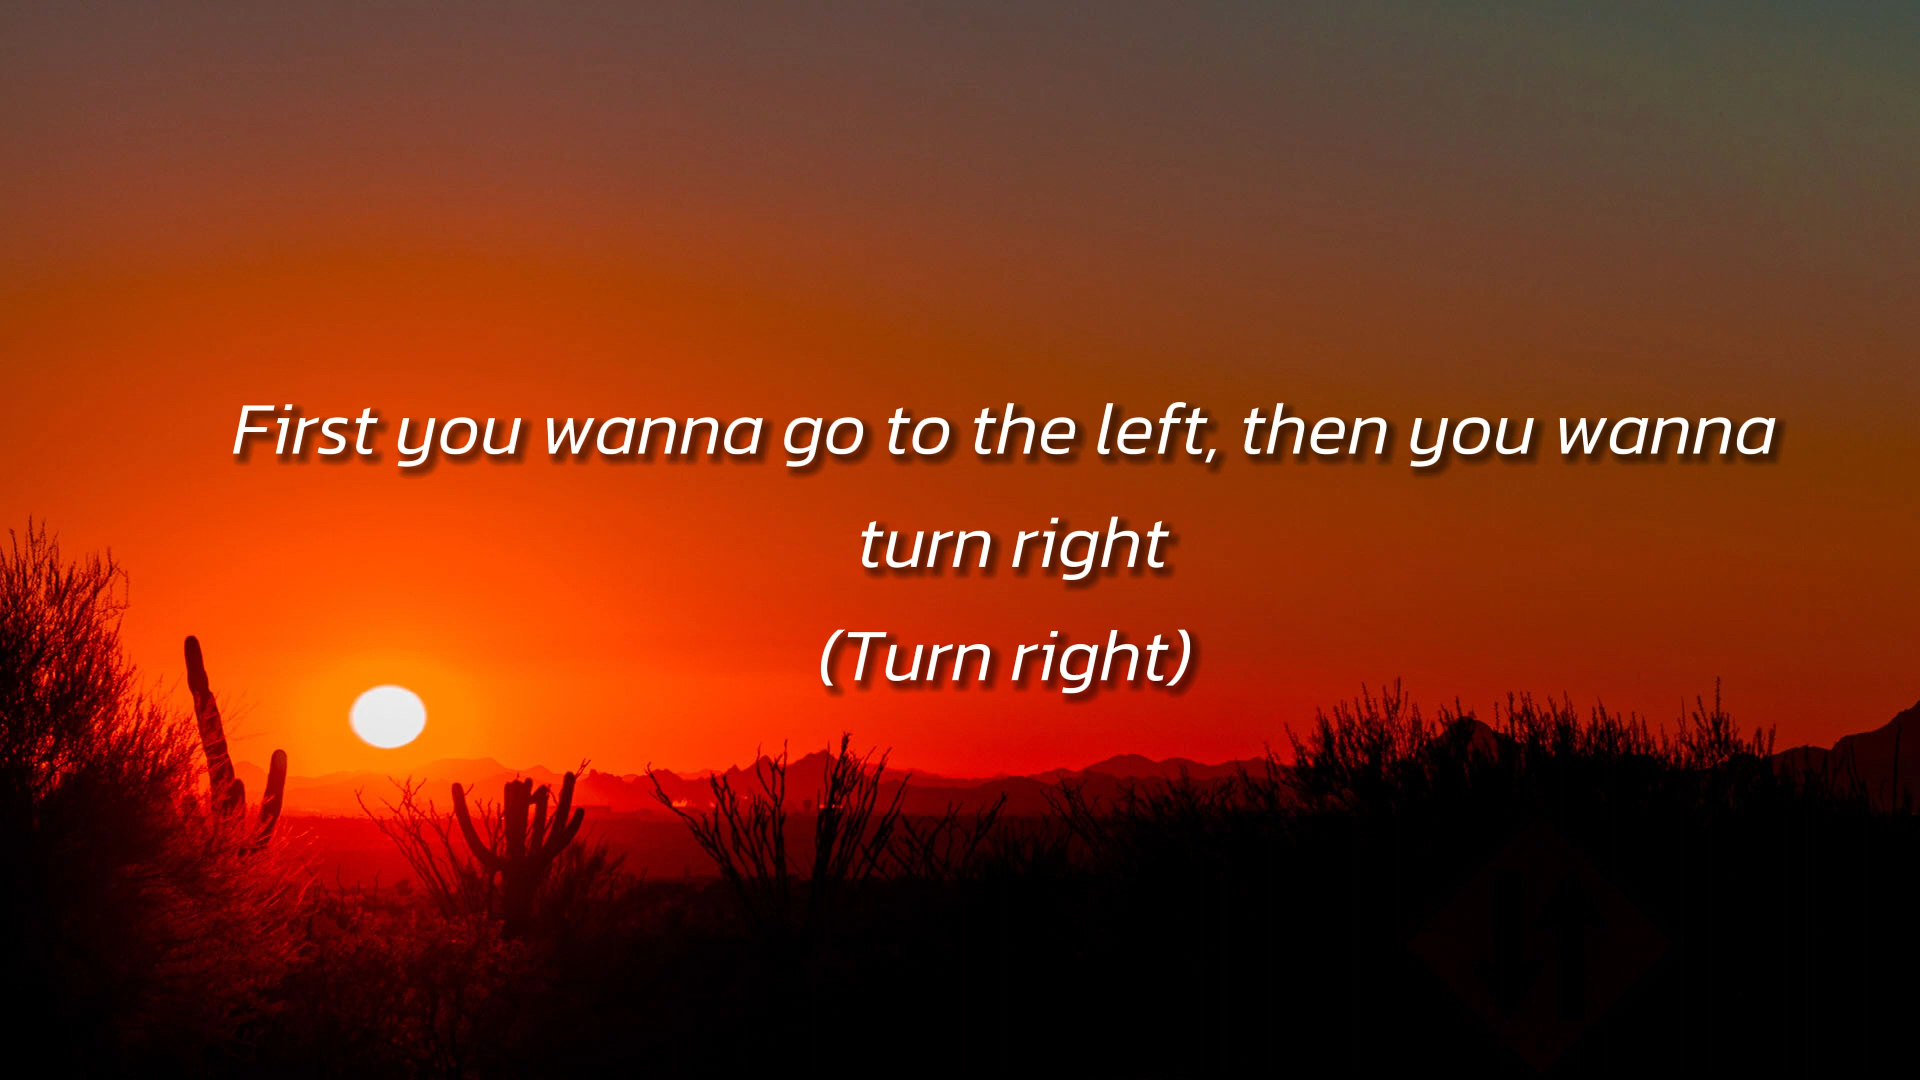 First you wanna go to the left, then you wanna
turn right
(Turn right)